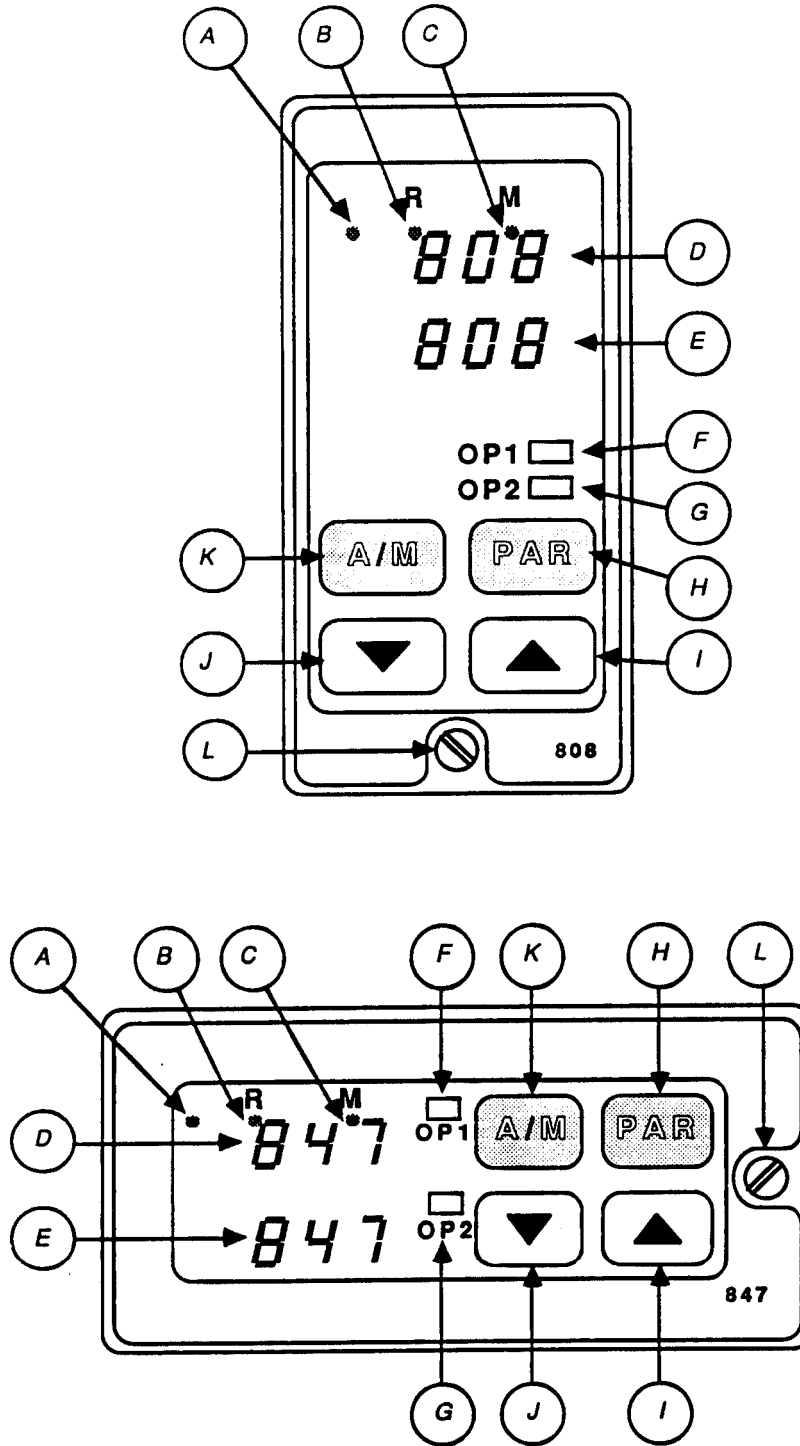 A B C
R M
808 D
808 E
OP1 F
OP2 G
K A/M PAR H
J I
L 808
A B C F K H L
R M
D 847 OP1 A/M PAR
E 847 OP2
847
G J I